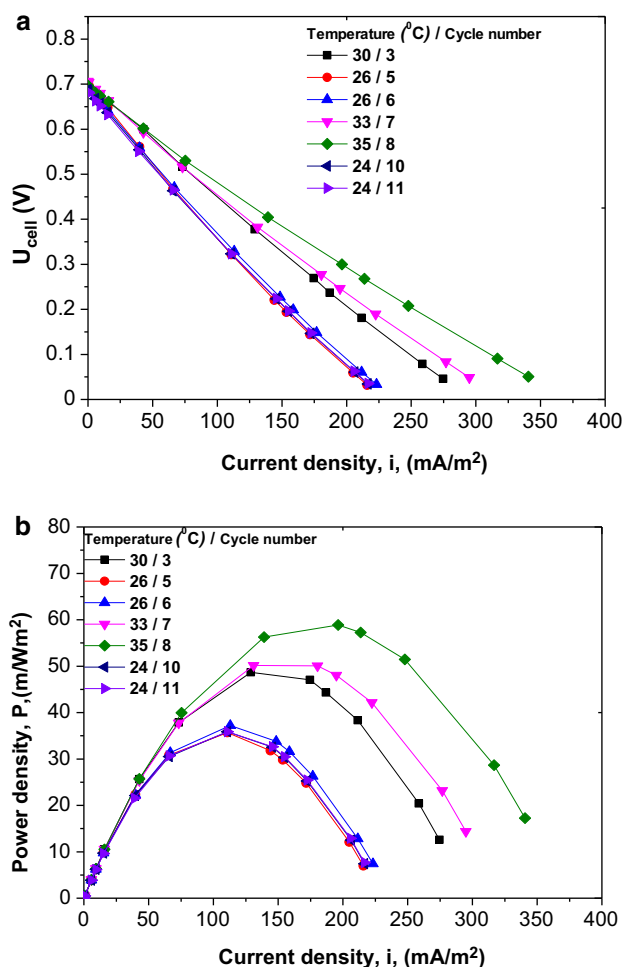 a
0.8
0.7
0.6
0.5
0.4
0.3
0.2
0.1
0.0
U_cell (V)
Temperature (⁰C) / Cycle number
30 / 3
26 / 5
26 / 6
33 / 7
35 / 8
24 / 10
24 / 11
0 50 100 150 200 250 300 350 400
Current density, i, (mA/m²)
b
80
70
60
50
40
30
20
10
0
Power density, P,(m/Wm²)
Temperature (⁰C) / Cycle number
30 / 3
26 / 5
26 / 6
33 / 7
35 / 8
24 / 10
24 / 11
0 50 100 150 200 250 300 350 400
Current density, i, (mA/m²)